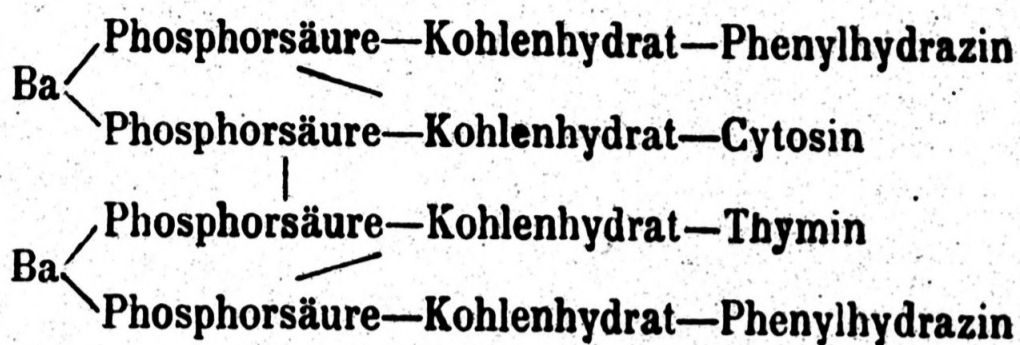 Phosphorsäure—Kohlenhydrat—Phenylhydrazin
Ba
Phosphorsäure—Kohlenhydrat—Cytosin
Phosphorsäure—Kohlenhydrat—Thymin
Ba
Phosphorsäure—Kohlenhydrat—Phenylhydrazin